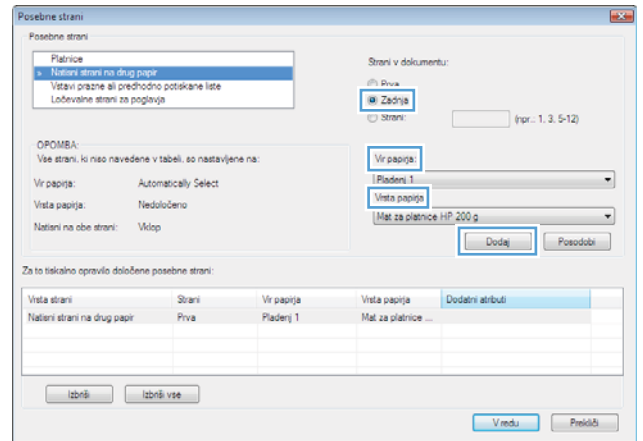 Posebne strani
Posebne strani
Platnice
» Natisni strani na drug papir
Vstavi prazne ali predhodno potiskane liste
Ločevalne strani za poglavja
Strani v dokumentu:
Prva
Zadnja
Strani: (npr.: 1. 3. 5-12)
OPOMBA:
Vse strani, ki niso navedene v tabeli, so nastavljene na:
Vir papirja: Automatically Select
Vrsta papirja: Nedoločeno
Natisni na obe strani: Vklop
Vir papirja:
Pladenj 1
Vrsta papirja
Mat za platnice HP 200 g
Dodaj Posodobi
Za to tiskalno opravilo določene posebne strani:
Vrsta strani Strani Vir papirja Vrsta papirja Dodatni atributi
Natisni strani na drug papir Prva Pladenj 1 Mat za platnice ...
Izbriši Izbriši vse
V redu Prekliči